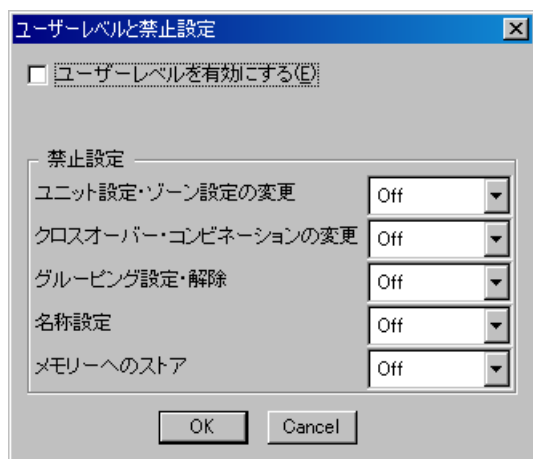 ユーザーレベルと禁止設定
ユーザーレベルを有効にする(E)
禁止設定
ユニット設定・ゾーン設定の変更 Off
クロスオーバー・コンビネーションの変更 Off
グルーピング設定・解除 Off
名称設定 Off
メモリーへのストア Off
OK Cancel